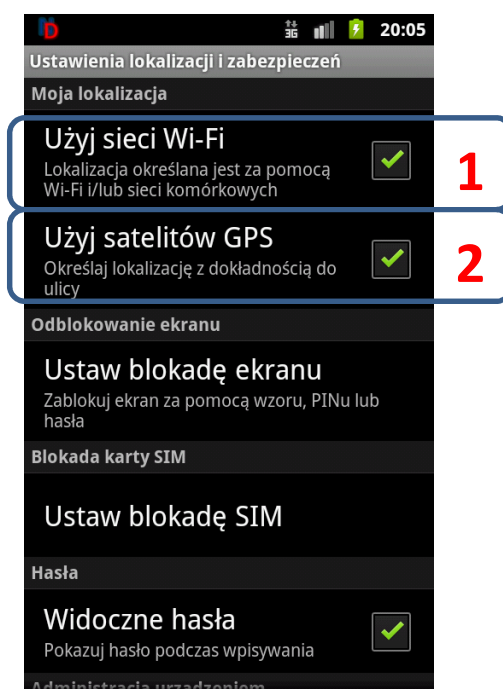 3G 20:05
Ustawienia lokalizacji i zabezpieczeń
Moja lokalizacja
Użyj sieci Wi-Fi
Lokalizacja określana jest za pomocą
Wi-Fi i/lub sieci komórkowych
1
Użyj satelitów GPS
Określaj lokalizację z dokładnością do
ulicy
2
Odblokowanie ekranu
Ustaw blokadę ekranu
Zablokuj ekran za pomocą wzoru, PINu lub
hasła
Blokada karty SIM
Ustaw blokadę SIM
Hasła
Widoczne hasła
Pokazuj hasło podczas wpisywania
Administracja urządzeniem